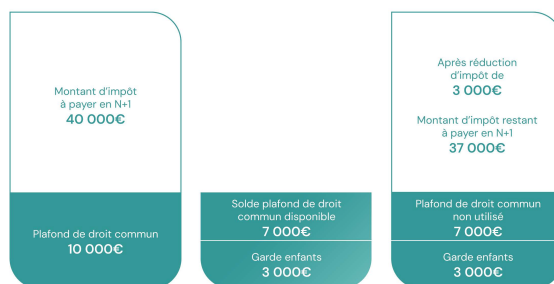 Montant d'impôt
à payer en N+1
40 000€
Plafond de droit commun
10 000€
Solde plafond de droit
commun disponible
7 000€
Garde enfants
3 000€
Après réduction
d'impôt de
3 000€
Montant d'impôt restant
à payer en N+1
37 000€
Plafond de droit commun
non utilisé
7 000€
Garde enfants
3 000€